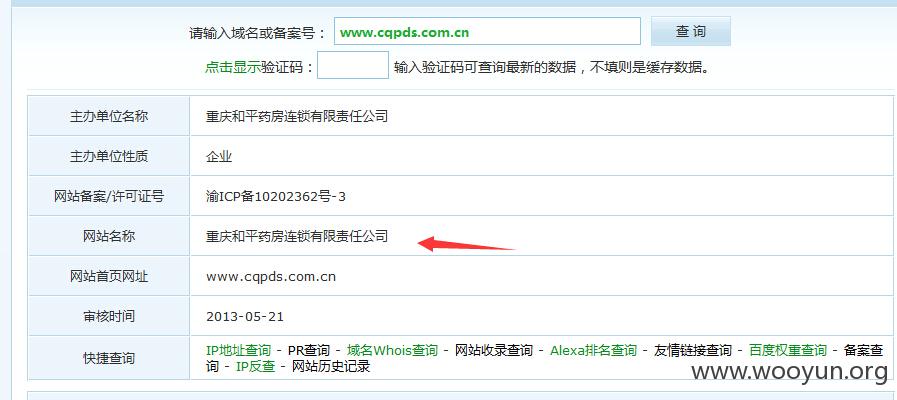 请输入域名或备案号： www.cqpds.com.cn 查 询
点击显示验证码： 输入验证码可查询最新的数据，不填则是缓存数据。
主办单位名称 重庆和平药房连锁有限责任公司
主办单位性质 企业
网站备案/许可证号 渝ICP备10202362号-3
网站名称 重庆和平药房连锁有限责任公司
网站首页网址 www.cqpds.com.cn
审核时间 2013-05-21
快捷查询 IP地址查询 - PR查询 - 域名Whois查询 - 网站收录查询 - Alexa排名查询 - 友情链接查询 - 百度权重查询 - 备案查
询 - IP反查 - 网站历史记录
www.wooyun.org